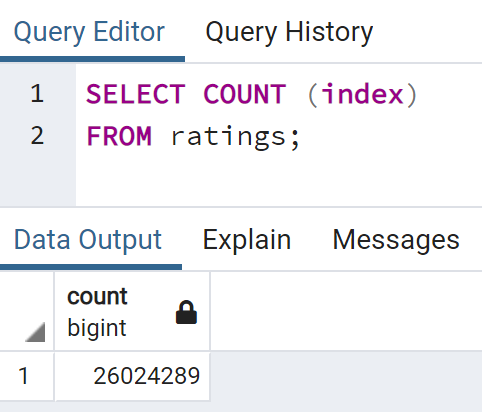 Query Editor Query History
1 SELECT COUNT (index)
2 FROM ratings;
Data Output Explain Messages
count
bigint
1 26024289